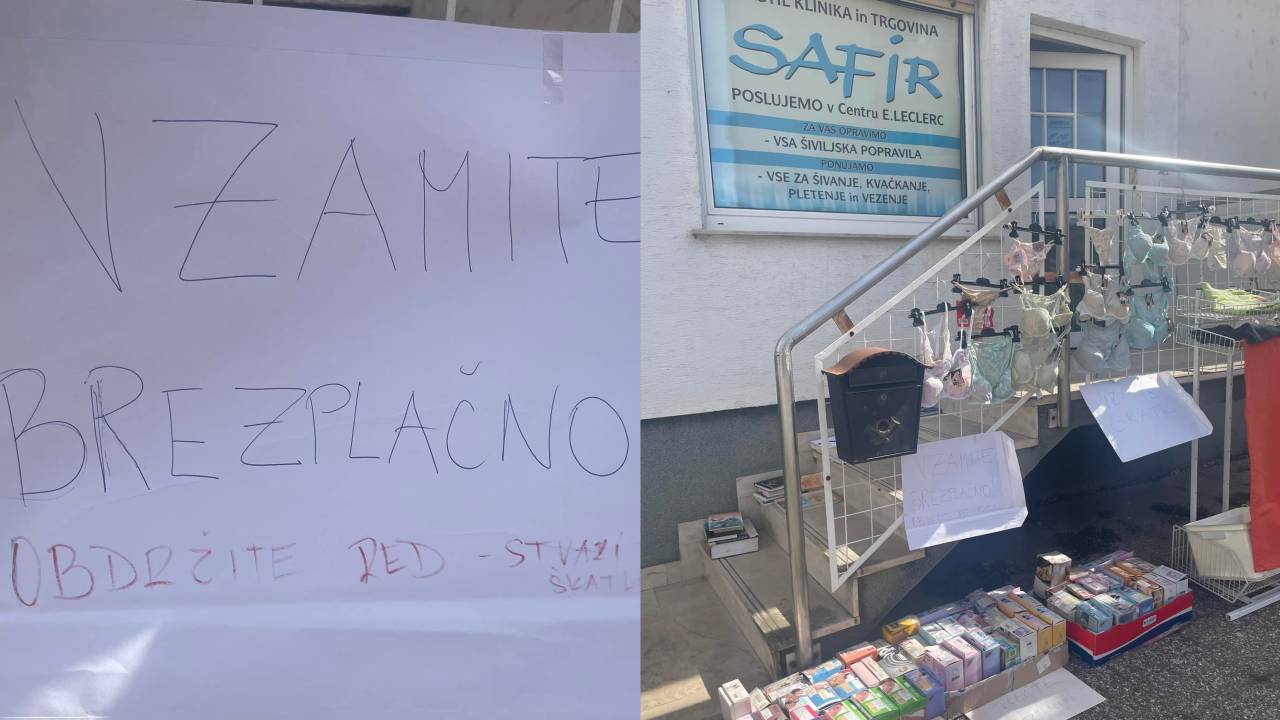 VZAMITE
BREZPLAČNO
OBDRŽITE RED - STVARI
ŠKATL
KLINIKA in TRGOVINA
SAFIR
POSLUJEMO v Centru E.LECLERC
ZA VAS OPRAVIMO
- VSA ŠIVILJSKA POPRAVILA
PONUJAMO
- VSE ZA ŠIVANJE, KVAČKANJE,
PLETENJE in VEZENJE
VZAMITE
BREZPLAČNO